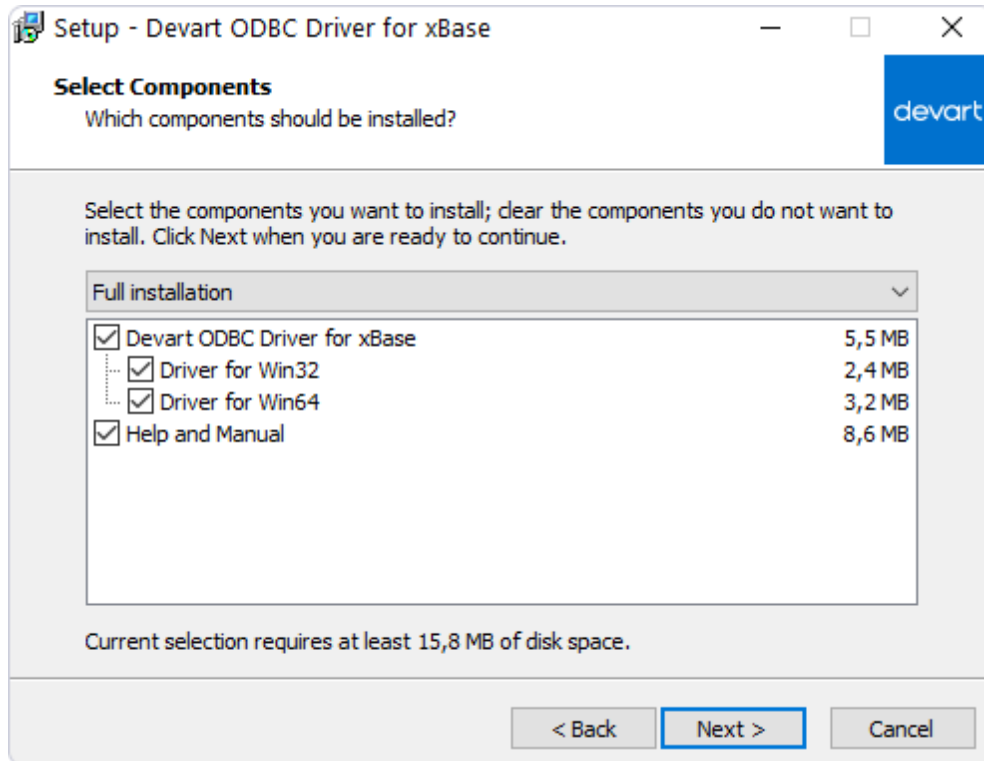 Setup - Devart ODBC Driver for xBase
Select Components
Which components should be installed?
devart
Select the components you want to install; clear the components you do not want to
install. Click Next when you are ready to continue.
Full installation
Devart ODBC Driver for xBase 5,5 MB
Driver for Win32 2,4 MB
Driver for Win64 3,2 MB
Help and Manual 8,6 MB
Current selection requires at least 15,8 MB of disk space.
< Back Next > Cancel